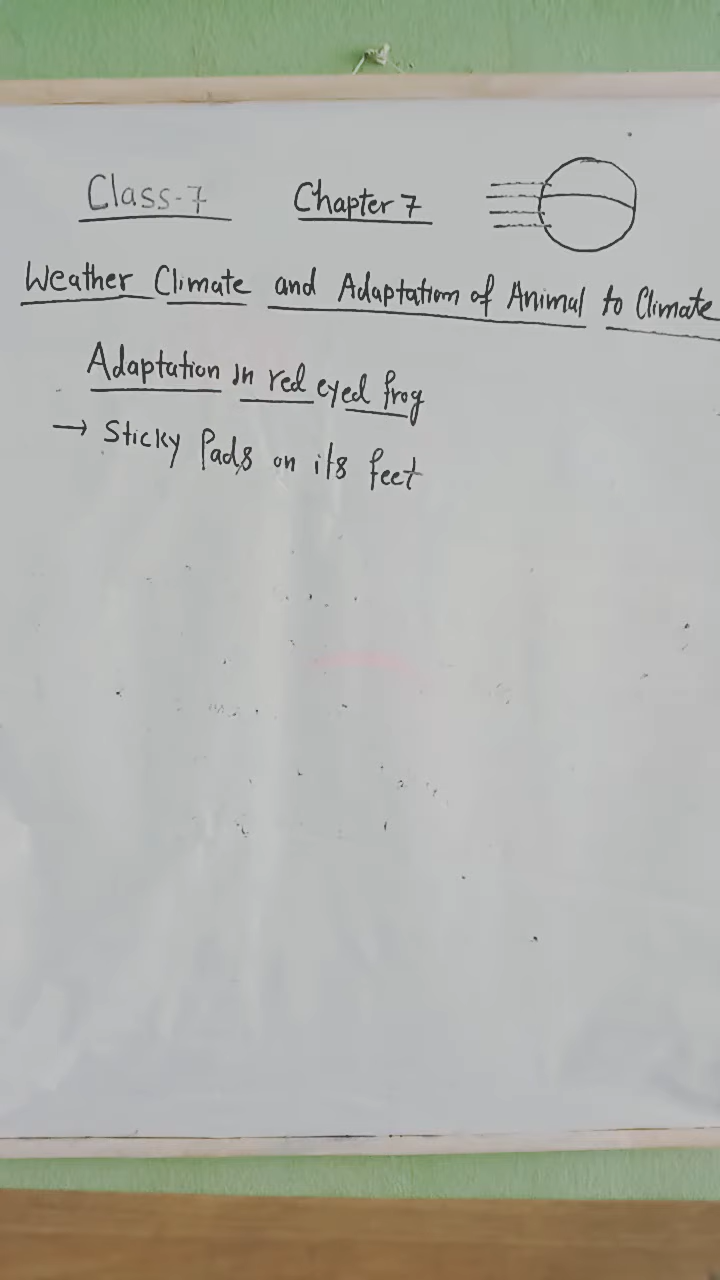 Class-7 Chapter 7
Weather Climate and Adaptation of Animal to Climate
Adaptation in red eyed frog
→ Sticky Pads on its feet